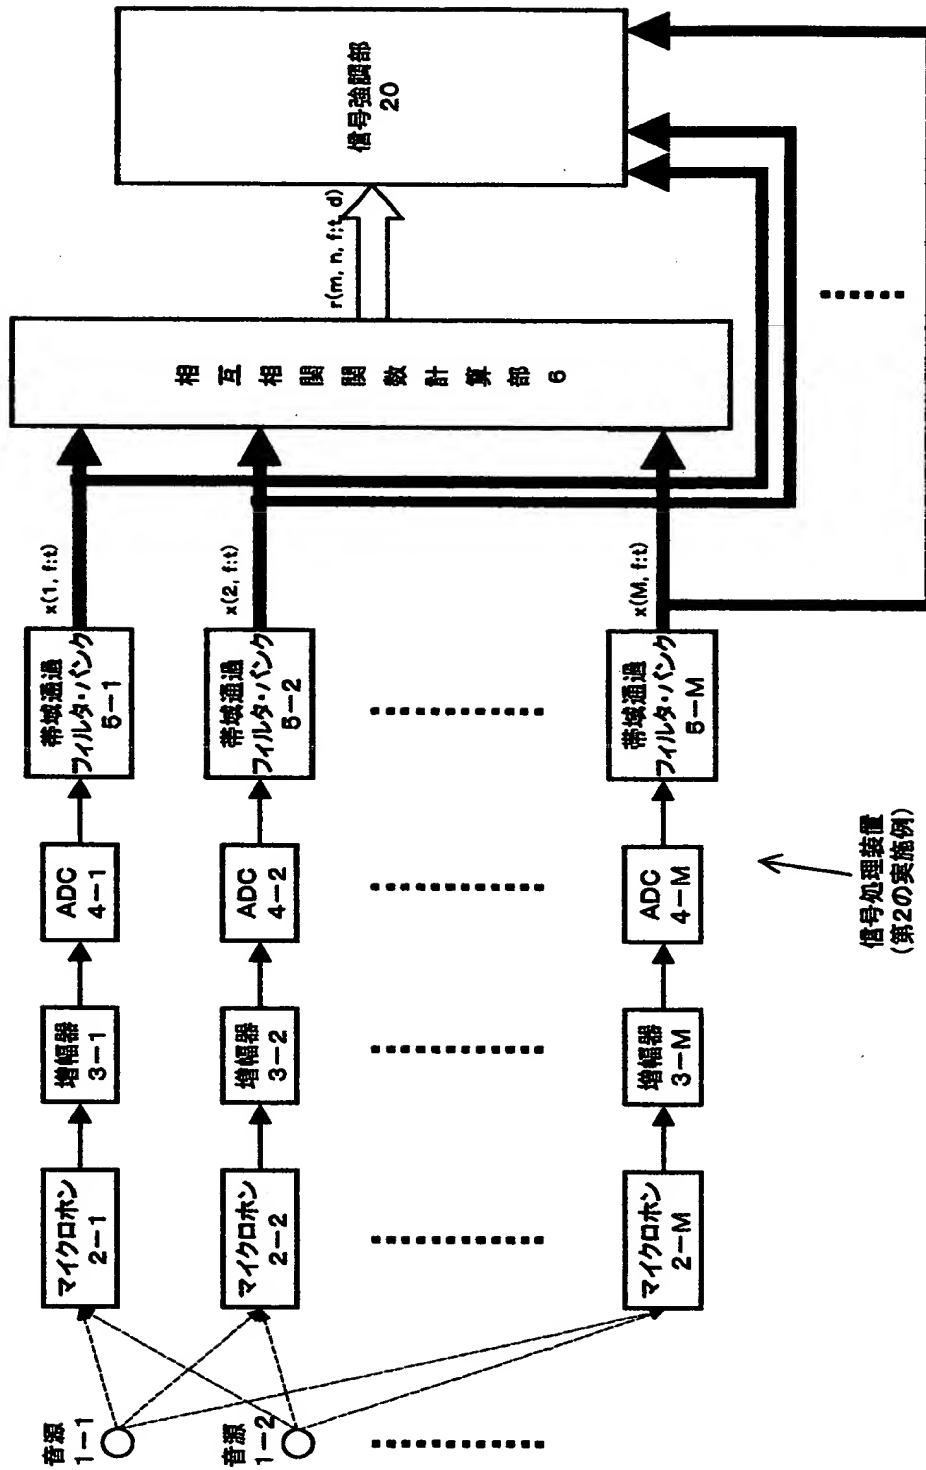 音源
1-1
マイクロホン
2-1
増幅器
3-1
ADC
4-1
帯域通過
フィルタ・バンク
5-1
x(1, f:t)
音源
1-2
マイクロホン
2-2
増幅器
3-2
ADC
4-2
帯域通過
フィルタ・バンク
5-2
x(2, f:t)
マイクロホン
2-M
増幅器
3-M
ADC
4-M
帯域通過
フィルタ・バンク
5-M
x(M, f:t)
相互相関関数計算部 6
r(m, n, f:t, d)
信号強調部
20
信号処理装置
(第2の実施例)